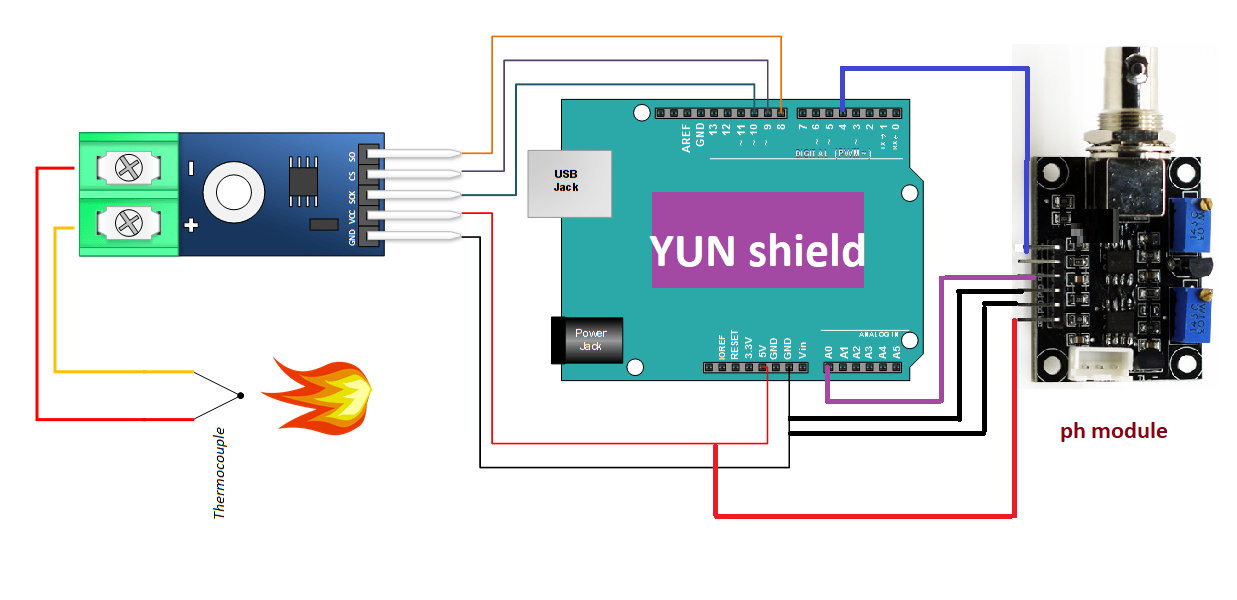 -
+
SO
CS
SCK
VCC
GND
Thermocouple
USB
Jack
AREF
GND
13
12
~ 11
~ 10
9
~
8
7
~ 6
~ 5
4
~ 3
2
TX→ 1
RX← 0
DIGITAL (PWM~)
YUN shield
Power
Jack
IOREF
RESET
3.3V
5V
GND
GND
Vin
ANALOG IN
A0
A1
A2
A3
A4
A5
ph module